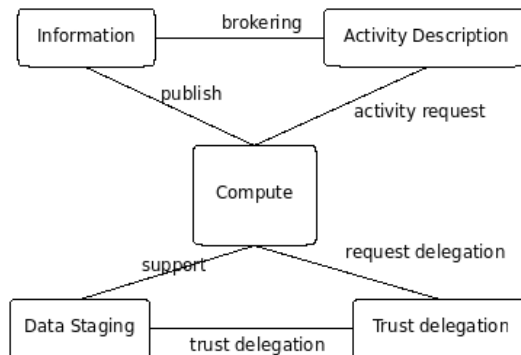 brokering
Information
Activity Description
publish
activity request
Compute
support
request delegation
Data Staging
Trust delegation
trust delegation